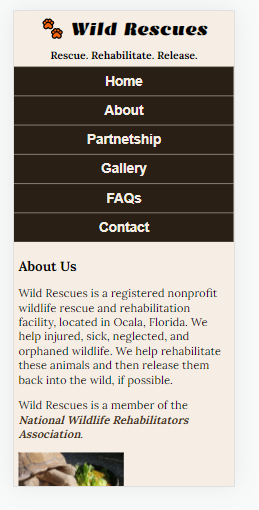 Wild Rescues
Rescue. Rehabilitate. Release.
Home
About
Partnetship
Gallery
FAQs
Contact
About Us
Wild Rescues is a registered nonprofit
wildlife rescue and rehabilitation
facility, located in Ocala, Florida. We
help injured, sick, neglected, and
orphaned wildlife. We help rehabilitate
these animals and then release them
back into the wild, if possible.
Wild Rescues is a member of the
National Wildlife Rehabilitators
Association.